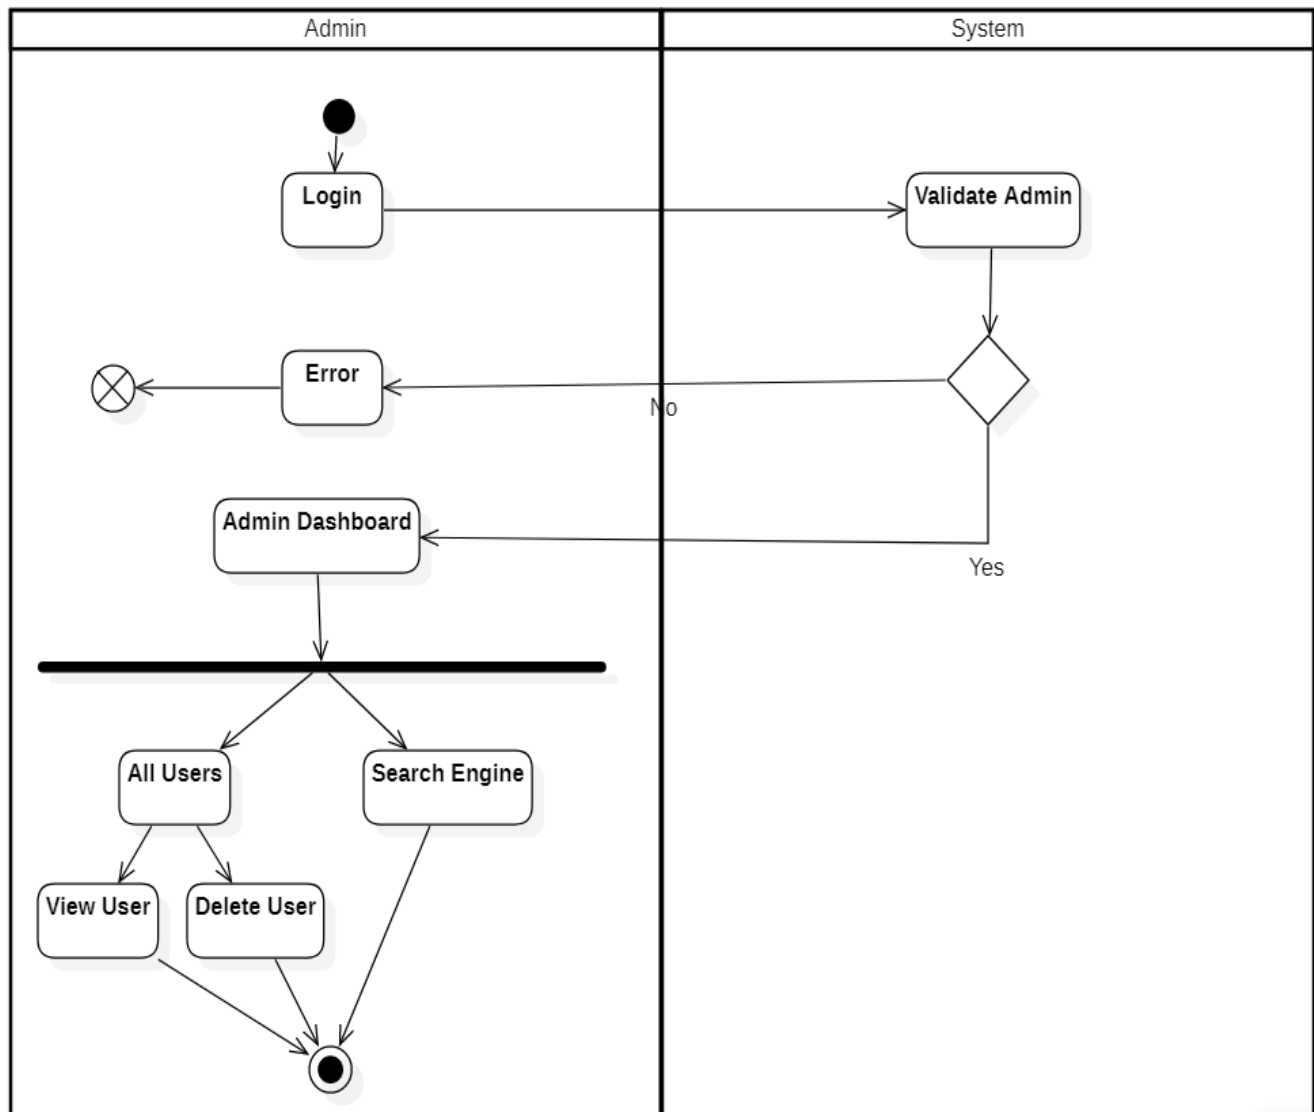 Admin
System
Login
Validate Admin
Error
No
Admin Dashboard
Yes
All Users
Search Engine
View User
Delete User